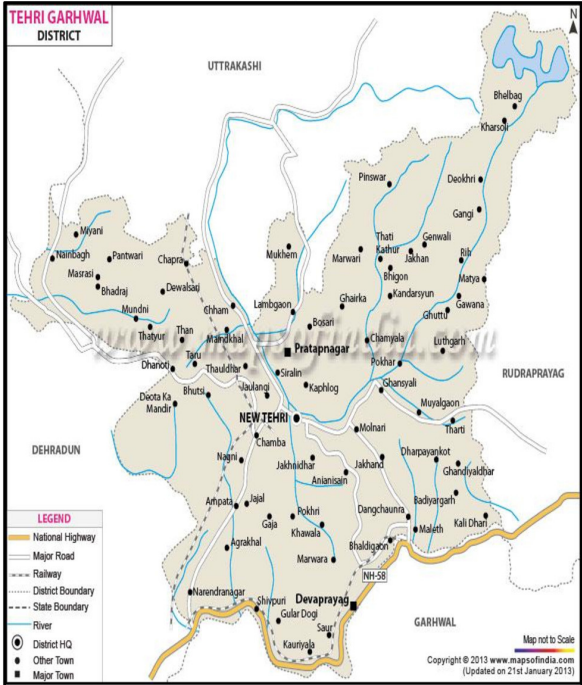 TEHRI GARHWAL
DISTRICT
N
UTTRAKASHI
Bhelbag
Kharsoli
Pinswar
Deokhri
Gangi
Miyani
Thati
Kathur
Genwali
Jakhan
Nainbagh
Pantwari
Chapra
Mukhem
Marwari
Rih
Masrasi
Bhadraj
Dewalsari
Bhigon
Matya
Kandarsyun
Gawana
Mundni
Chham
Lambgaon
Ghairka
Ghuttu
Thatyur
Than
Maindkhal
Bosari
Chamyala
Luthgarh
www.mapsofindia.com
Pratapnagar
Dhanoti
Taru
Thauldhar
Siralin
Pokhar
RUDRAPRAYAG
Deota Ka
Mandir
Bhutsi
Jaulangi
Kaphlog
Ghansyali
Muyalgaon
NEW TEHRI
Tharti
DEHRADUN
Chamba
Molnari
Nagni
Jakhnidhar
Jakhand
Dharpayankot
Ghandiyaldhar
Anianisain
Ampata
Jajal
Badiyargarh
Gaja
Pokhri
Khawala
Dangchaunra
Maleth
Kali Dhari
Agrakhal
Marwara
Bhaldigaon
NH-58
Narendranagar
Shivpuri
Devaprayag
Gular Dogi
Saur
Kauriyala
GARHWAL
LEGEND
National Highway
Major Road
Railway
District Boundary
State Boundary
River
District HQ
Other Town
Major Town
Map not to Scale
Copyright © 2013 www.mapsofindia.com
(Updated on 21st January 2013)